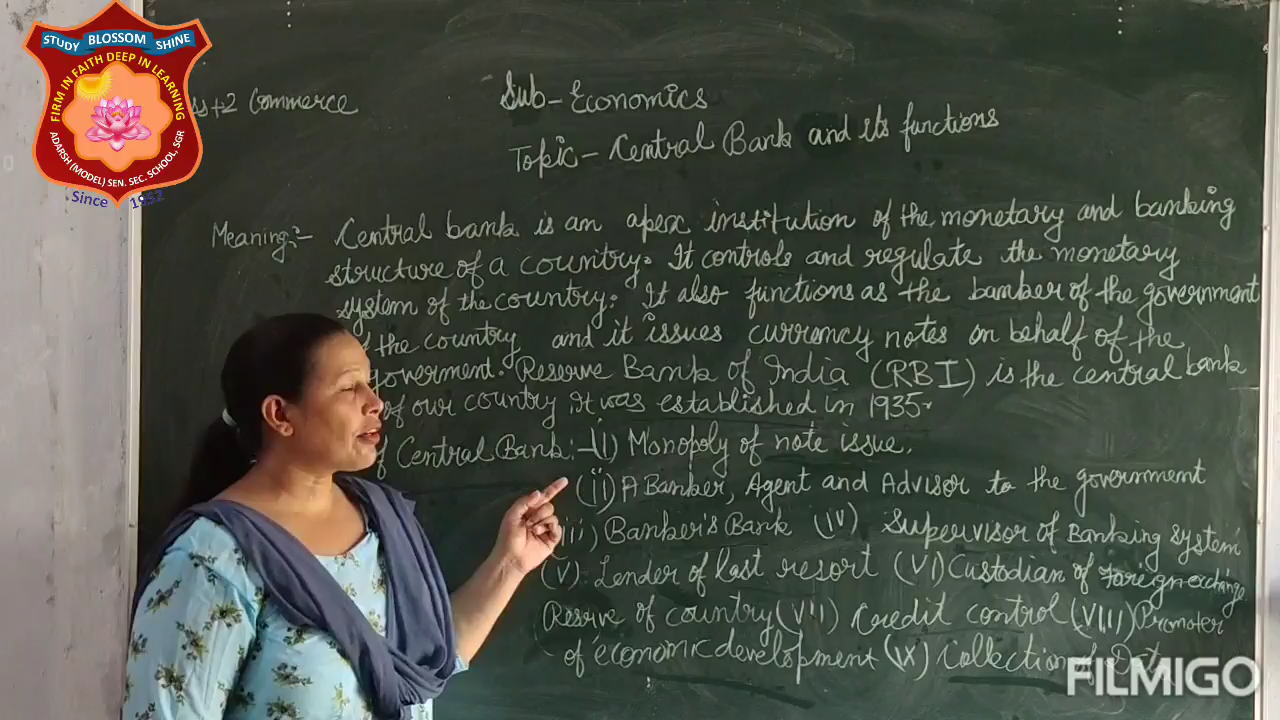 STUDY BLOSSOM SHINE
FIRM IN FAITH DEEP IN LEARNING
ADARSH (MODEL) SEN. SEC. SCHOOL, SGR
Since 1952
ss +2 Commerce
Sub- Economics
Topic- Central Bank and its functions
Meaning:- Central bank is an apex institution of the monetary and banking
structure of a country. It controls and regulate the monetary
system of the country. It also functions as the banker of the government
the country and it issues currency notes on behalf of the
goverment. Reserve Bank of India (RBI) is the central bank
of our country it was established in 1935.
Central Bank:- (i) Monopoly of note issue.
(ii) A Banker, Agent and Advisor to the government
(iii) Banker's Bank (IV) Supervisor of Banking system
(V) Lender of last resort (VI) Custodian of foreign exchange
Reserve of country (VII) Credit control (VIII) Promoter
of economic development (IX) Collection of
FILMIGO